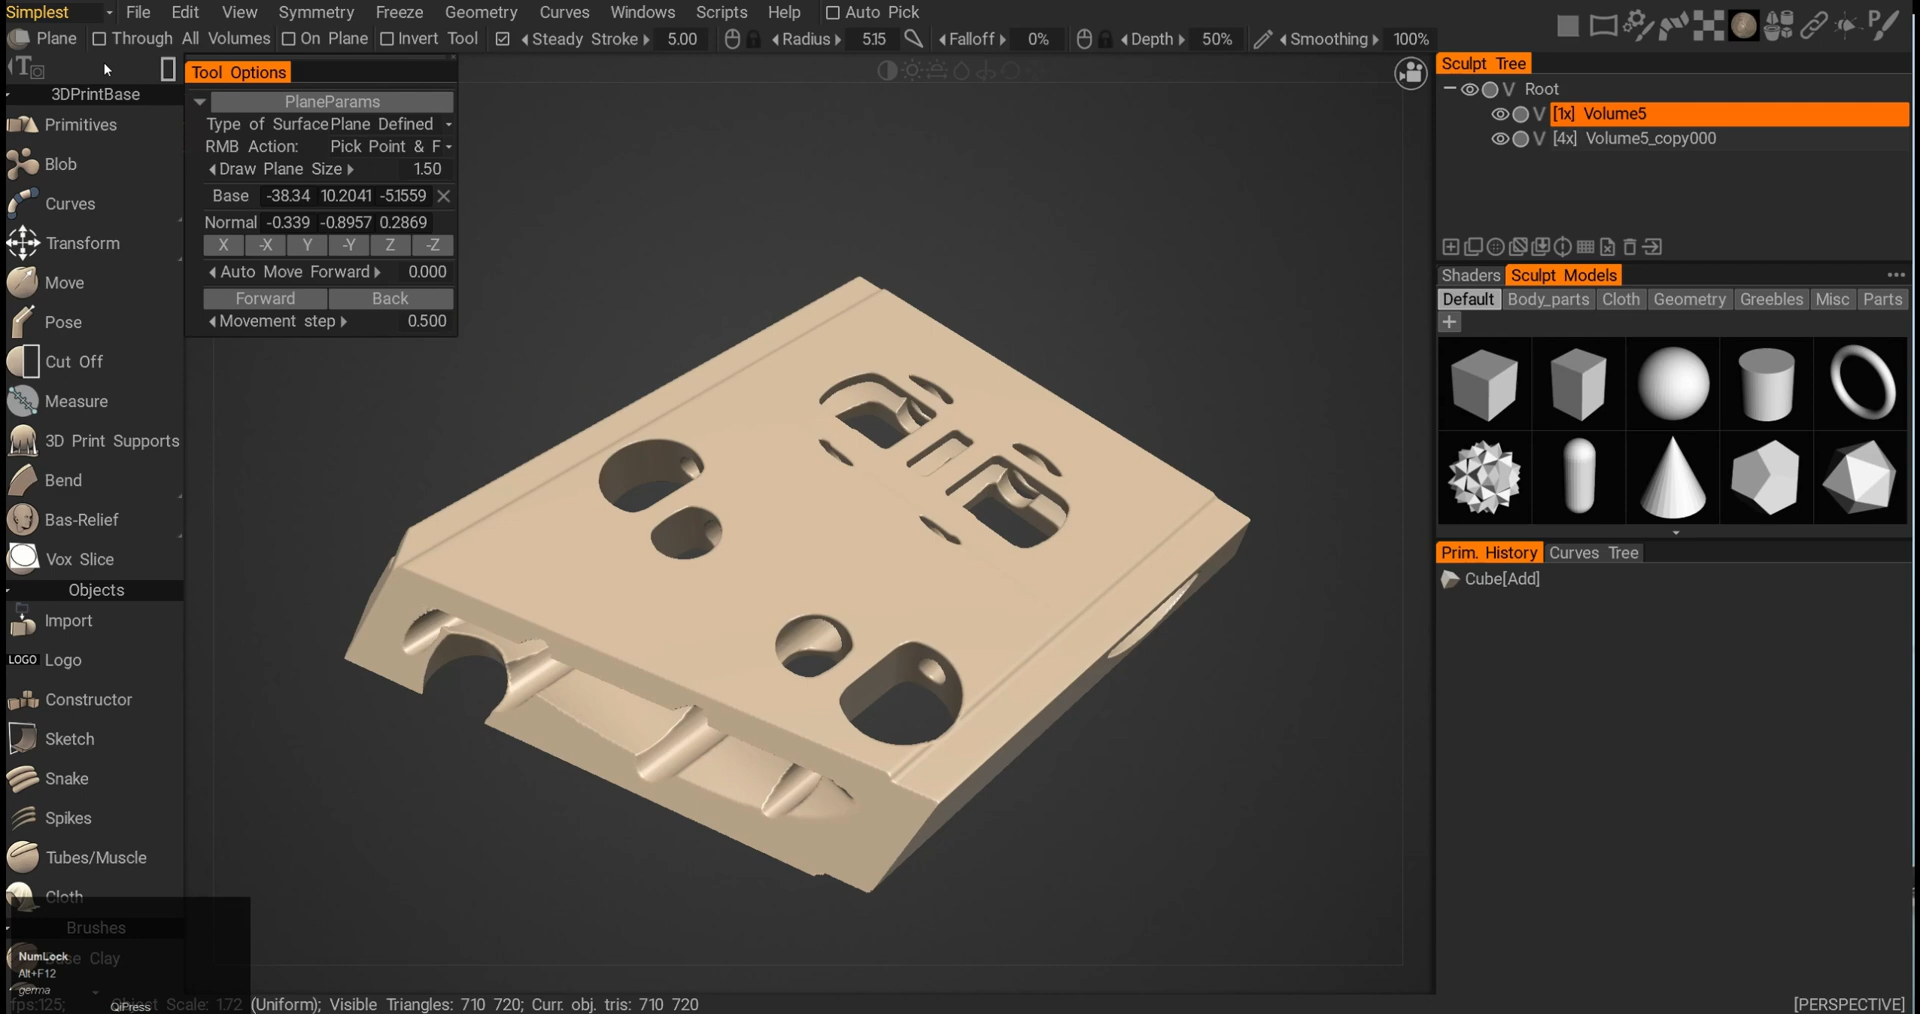 Simplest File Edit View Symmetry Freeze Geometry Curves Windows Scripts Help Auto Pick
Plane Through All Volumes On Plane Invert Tool Steady Stroke 5.00 Radius 5.15 Falloff 0% Depth 50% Smoothing 100%
3DPrintBase
Primitives
Blob
Curves
Transform
Move
Pose
Cut Off
Measure
3D Print Supports
Bend
Bas-Relief
Vox Slice
Objects
Import
LOGO Logo
Constructor
Sketch
Snake
Spikes
Tubes/Muscle
Cloth
Brushes
Base Clay
NumLock
Alt+F12
germa
QiPress
Tool Options
PlaneParams
Type of Surface Plane Defined
RMB Action: Pick Point & F
Draw Plane Size 1.50
Base -38.34 10.2041 -5.1559
Normal -0.339 -0.8957 0.2869
X -X Y -Y Z -Z
Auto Move Forward 0.000
Forward Back
Movement step 0.500
Sculpt Tree
Root
[1x] Volume5
[4x] Volume5_copy000
Shaders Sculpt Models
Default Body_parts Cloth Geometry Greebles Misc Parts
Prim. History Curves Tree
Cube[Add]
fps:125; Object Scale: 1.72 (Uniform); Visible Triangles: 710 720; Curr. obj. tris: 710 720
[PERSPECTIVE]